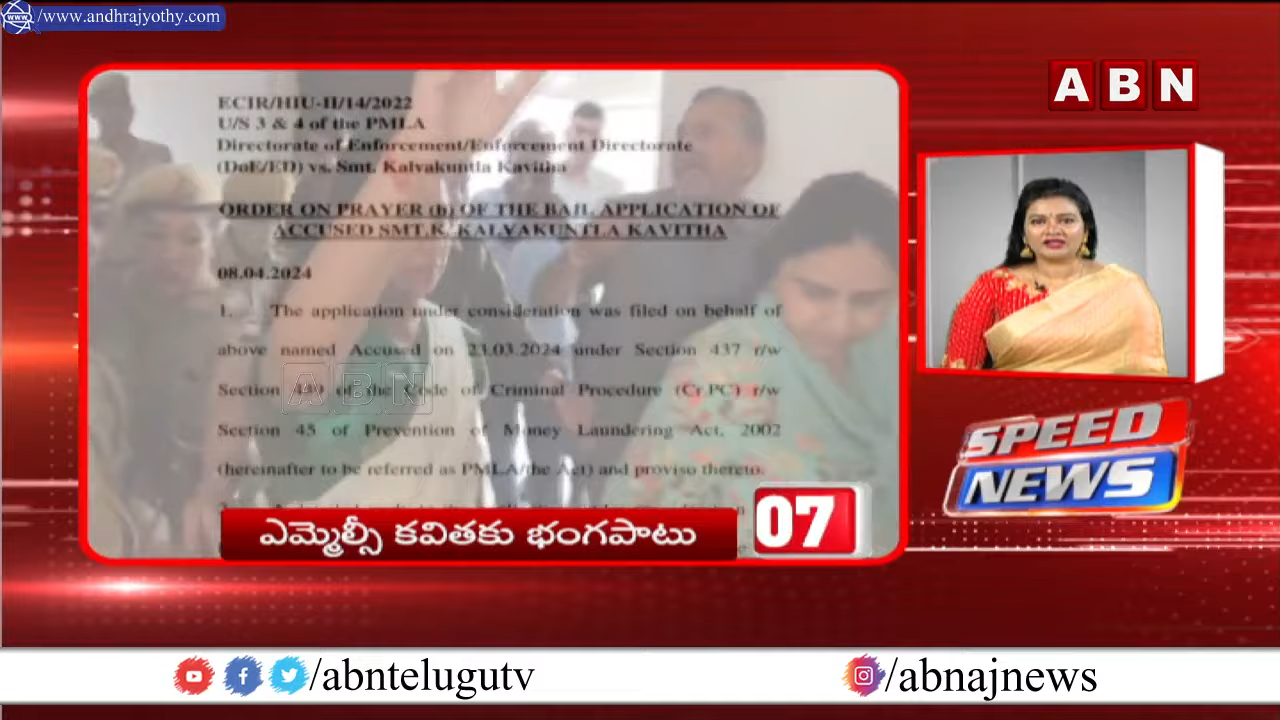 /www.andhrajyothy.com
ABN
ECIR/HIU-II/14/2022
U/S 3 & 4 of the PMLA
Directorate of Enforcement/Enforcement Directorate
(DoE/ED) vs. Smt. Kalvakuntla Kavitha
ORDER ON PRAYER (b) OF THE BAIL APPLICATION OF
ACCUSED SMT. K. KALVAKUNTLA KAVITHA
08.04.2024
1. The application under consideration was filed on behalf of
above named Accused on 23.03.2024 under Section 437 r/w
Section of the Code of Criminal Procedure (Cr.PC) r/w
ABN
Section 45 of Prevention of Money Laundering Act, 2002
(hereinafter to be referred as PMLA/the Act) and proviso thereto.
ఎమ్మెల్సీ కవితకు భంగపాటు
07
SPEED
NEWS
/abntelugutv
/abnajnews